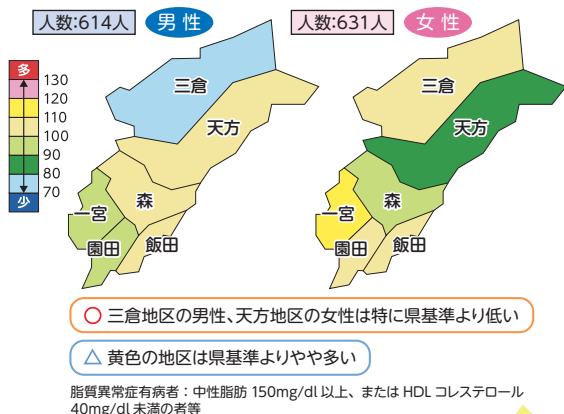 人数:614人 男性
人数:631人 女性
多
130
120
110
100
90
80
70
少
三倉
天方
森
一宮
園田
飯田
三倉
天方
森
一宮
園田
飯田
○ 三倉地区の男性、天方地区の女性は特に県基準より低い
△ 黄色の地区は県基準よりやや多い
脂質異常症有病者：中性脂肪 150mg/dl 以上、または HDL コレステロール
40mg/dl 未満の者等